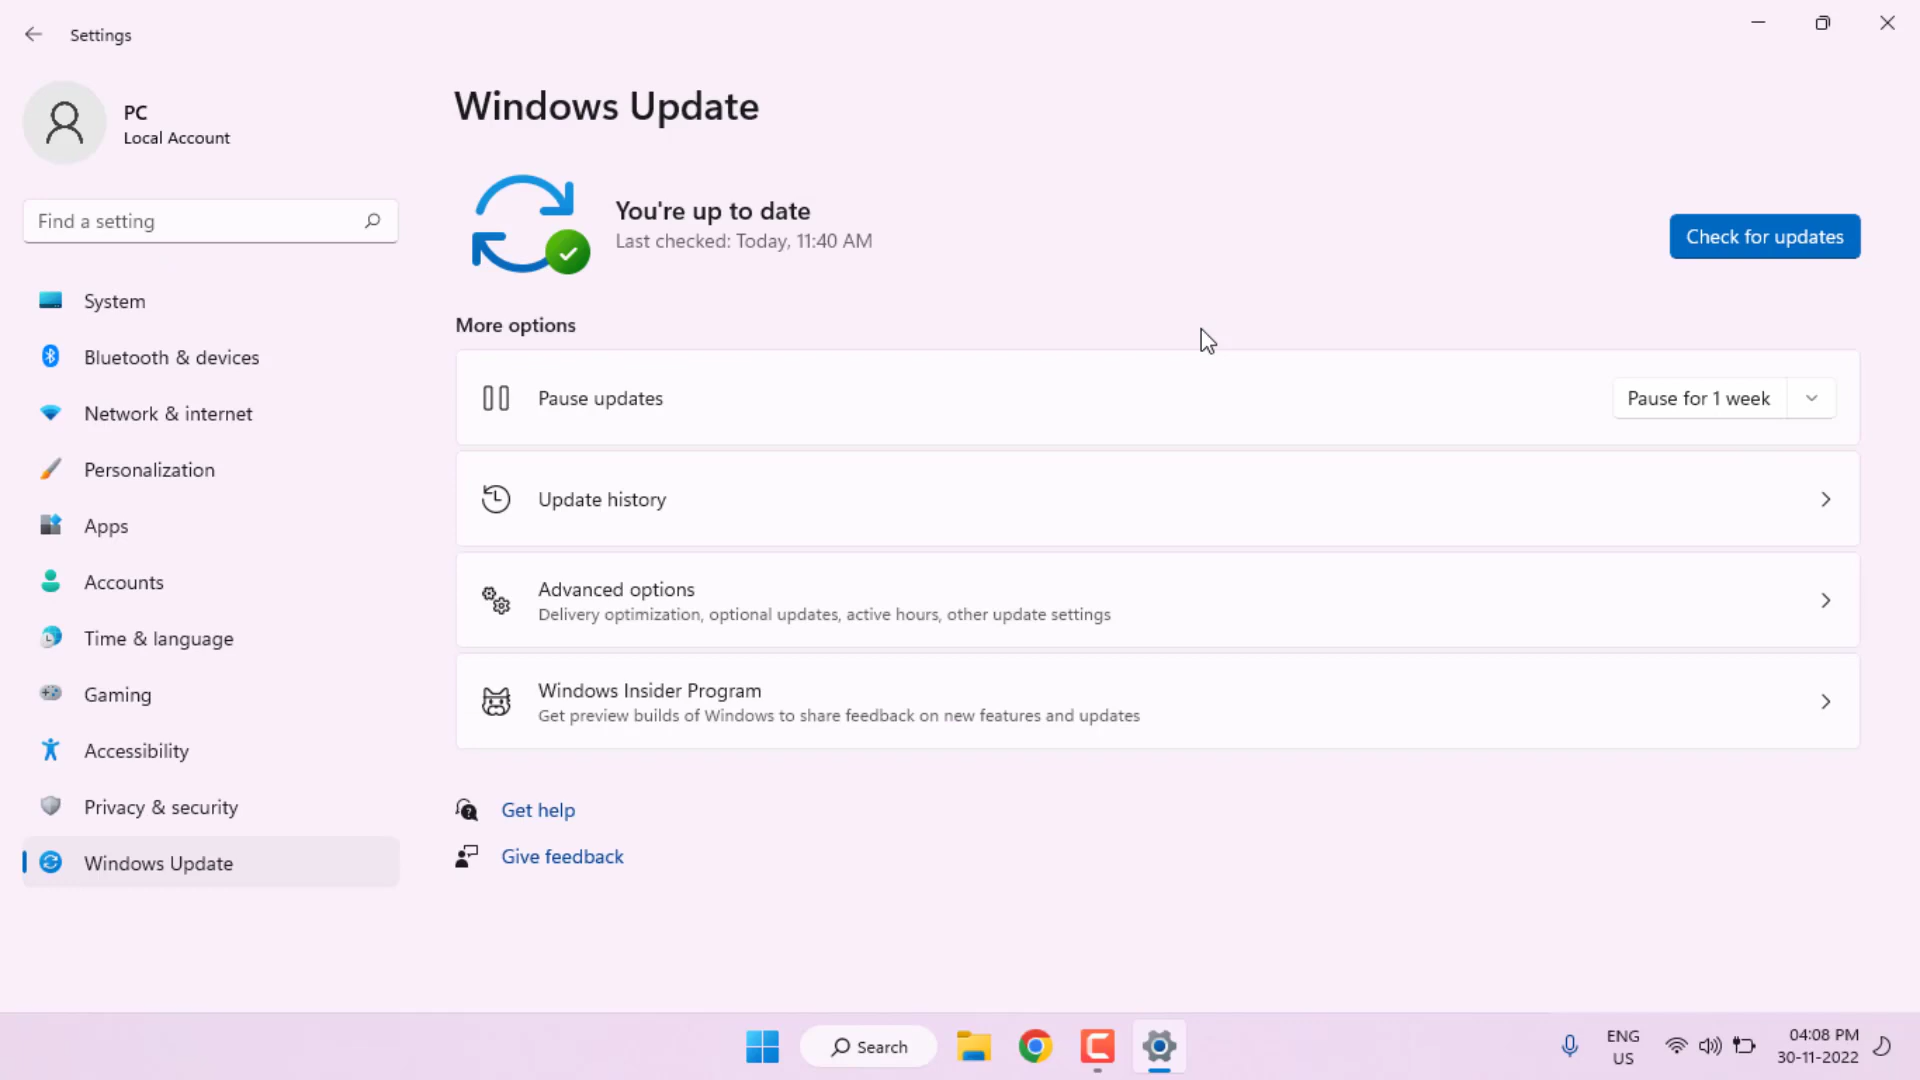 Settings
PC
Local Account
Find a setting
System
Bluetooth & devices
Network & internet
Personalization
Apps
Accounts
Time & language
Gaming
Accessibility
Privacy & security
Windows Update
Windows Update
You're up to date
Last checked: Today, 11:40 AM
Check for updates
More options
Pause updates
Pause for 1 week
Update history
Advanced options
Delivery optimization, optional updates, active hours, other update settings
Windows Insider Program
Get preview builds of Windows to share feedback on new features and updates
Get help
Give feedback
Search
ENG
US
04:08 PM
30-11-2022